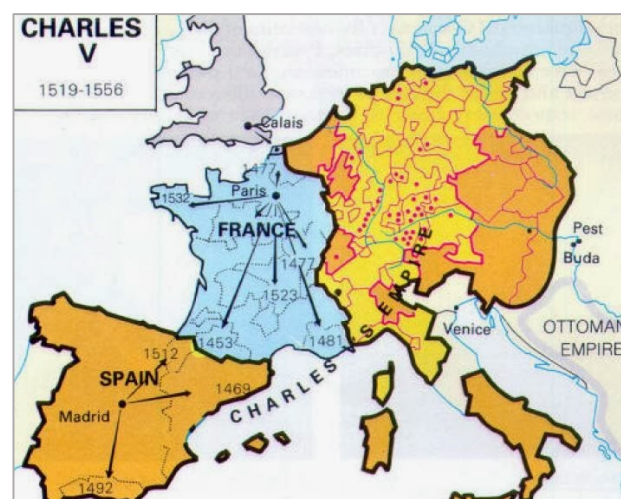 CHARLES
V
1519-1556
Calais
1477
Paris
1532
FRANCE
1477
1523
1453
1481
1512
SPAIN
1469
Madrid
1492
CHARLES V'S EMPIRE
Venice
Pest
Buda
OTTOMAN
EMPIRE